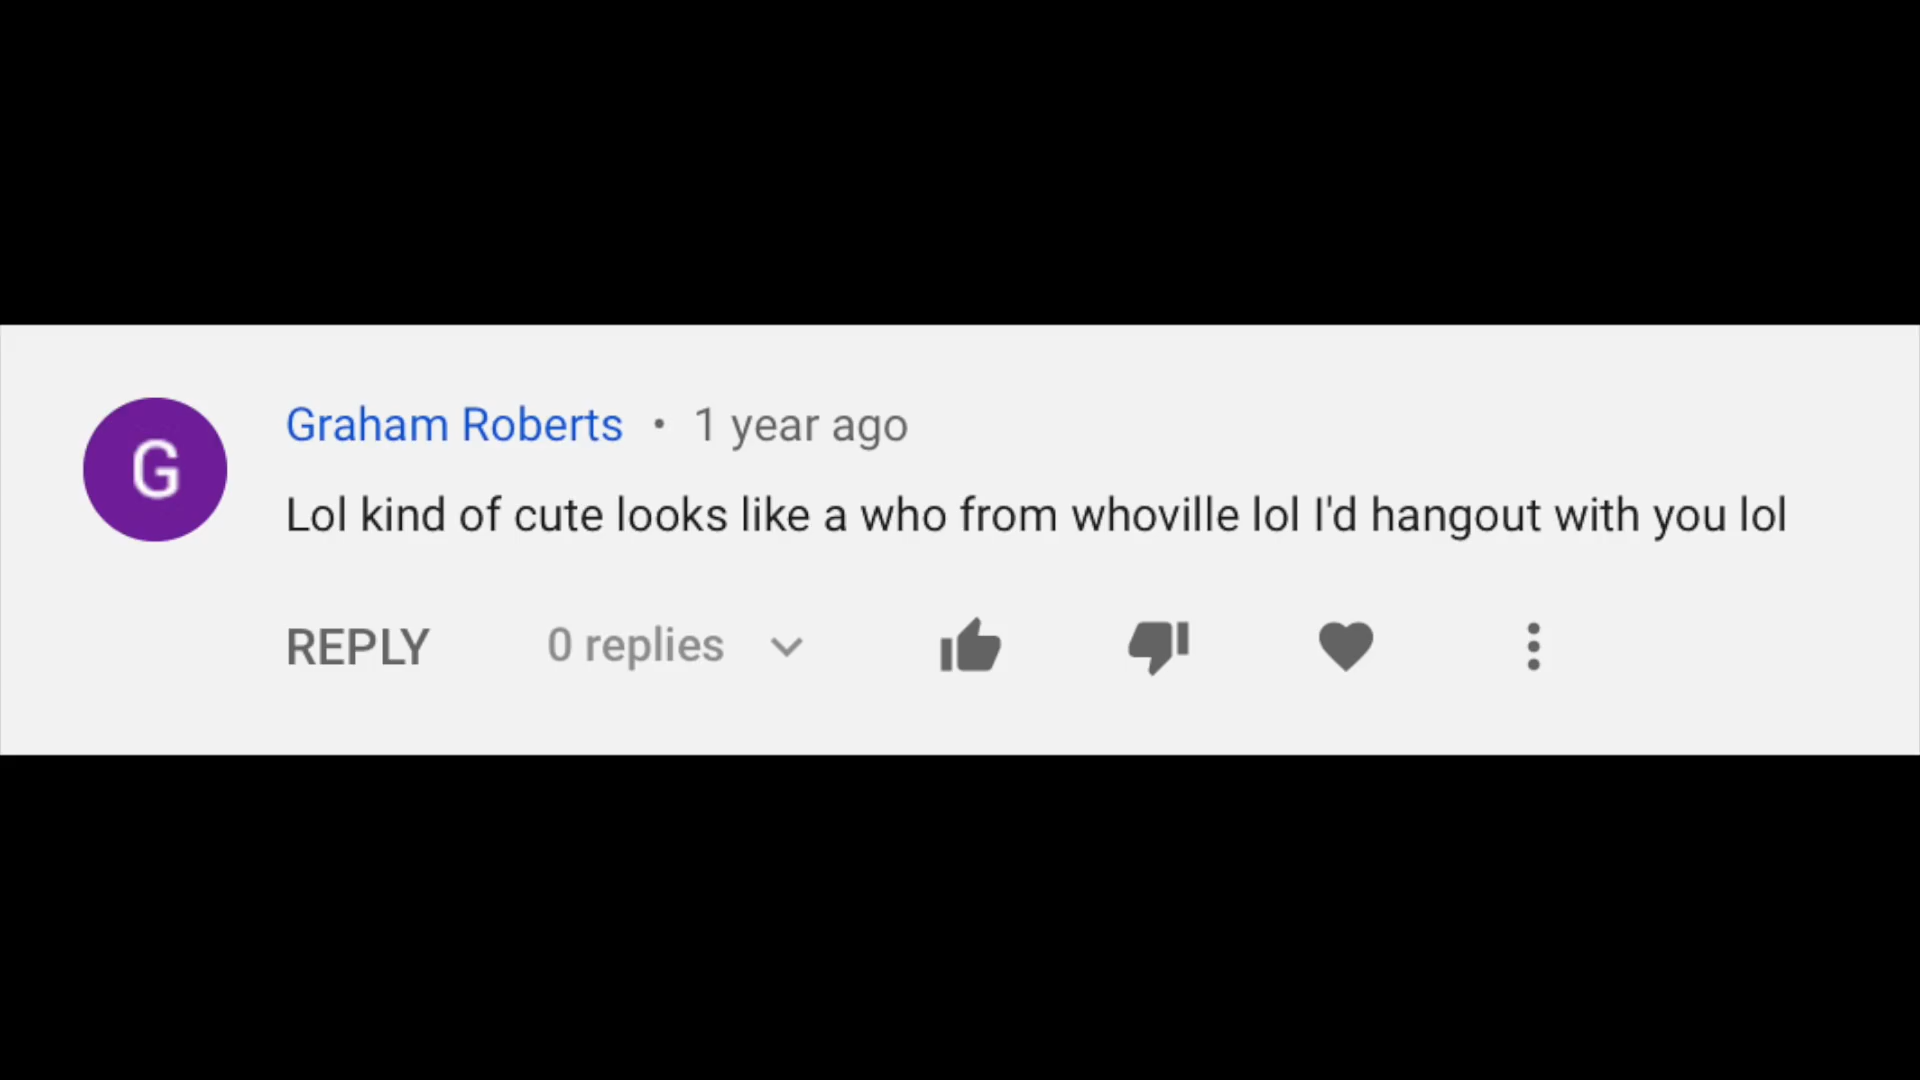 G
Graham Roberts • 1 year ago
Lol kind of cute looks like a who from whoville lol I'd hangout with you lol
REPLY 0 replies